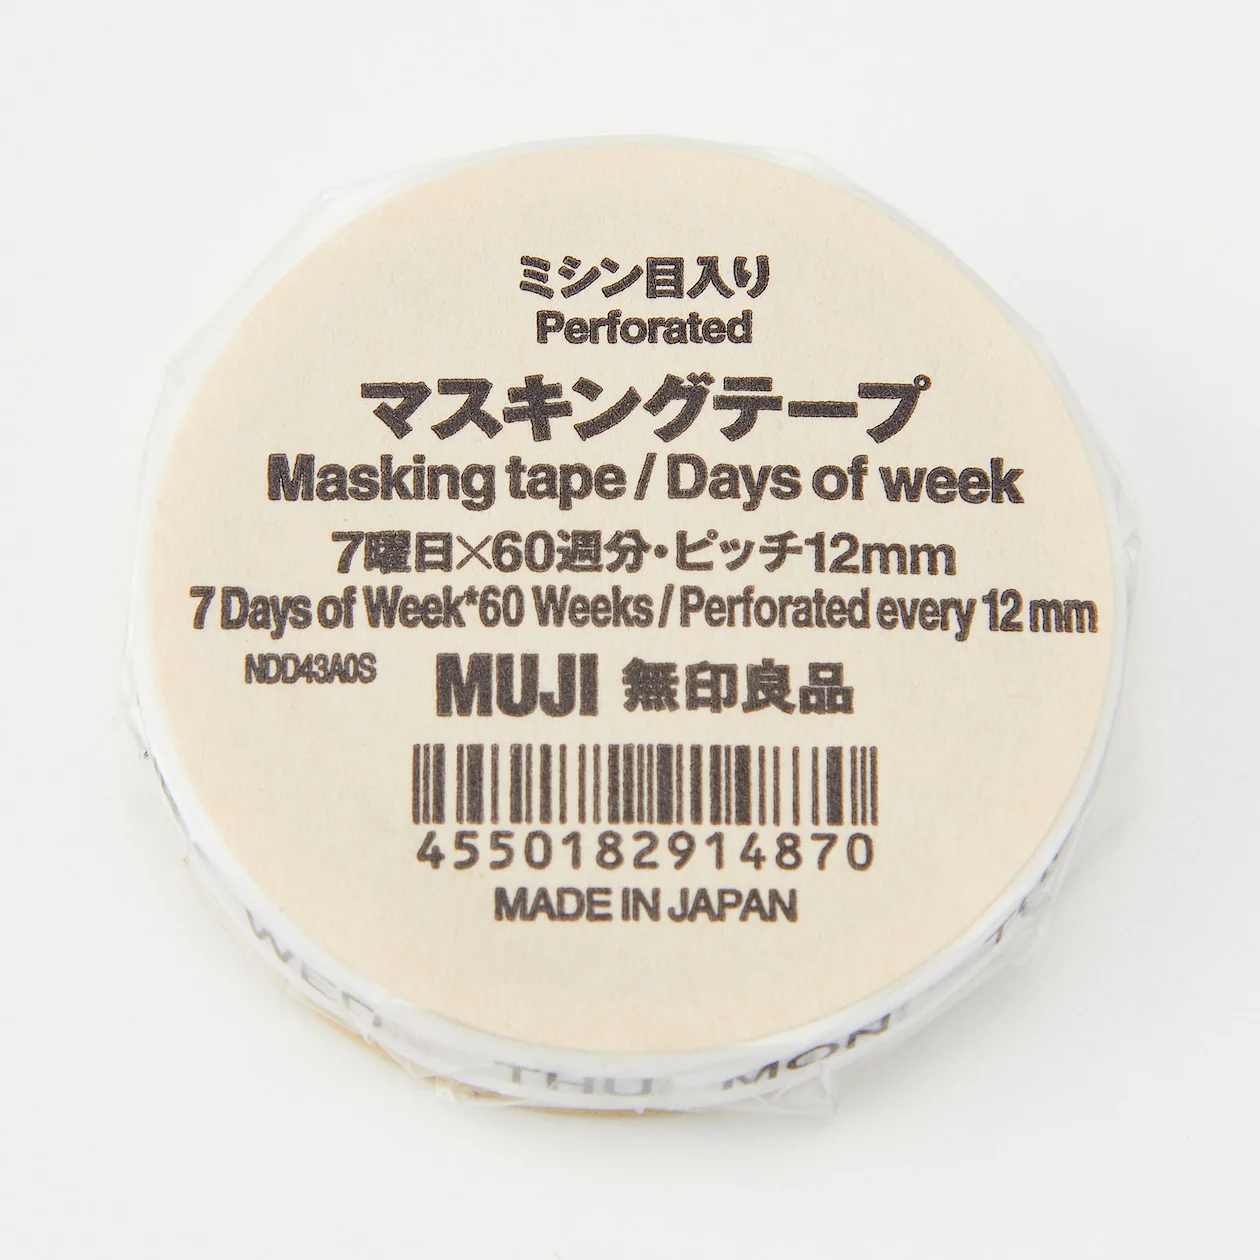 ミシン目入り
Perforated
マスキングテープ
Masking tape / Days of week
7曜日×60週分・ピッチ12mm
7 Days of Week*60 Weeks / Perforated every 12 mm
NDD43A0S MUJI 無印良品
4550182914870
MADE IN JAPAN
WED THU MON